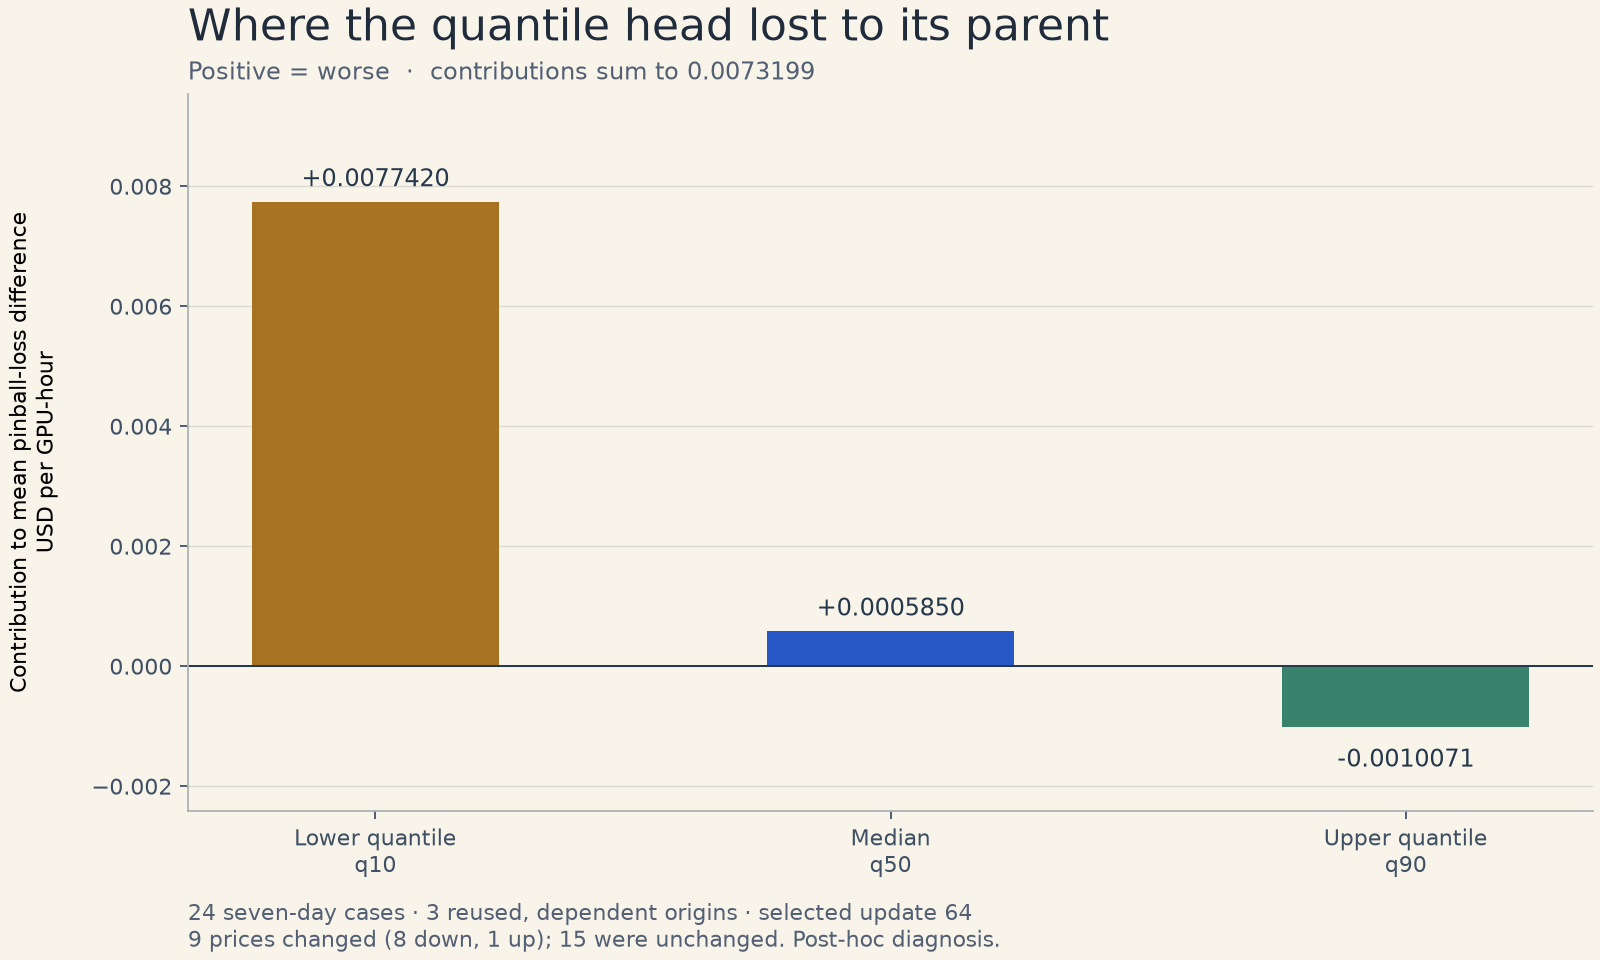 Where the quantile head lost to its parent
Positive = worse · contributions sum to 0.0073199
Contribution to mean pinball-loss difference
USD per GPU-hour
0.008
0.006
0.004
0.002
0.000
−0.002
+0.0077420
+0.0005850
-0.0010071
Lower quantile
q10
Median
q50
Upper quantile
q90
24 seven-day cases · 3 reused, dependent origins · selected update 64
9 prices changed (8 down, 1 up); 15 were unchanged. Post-hoc diagnosis.